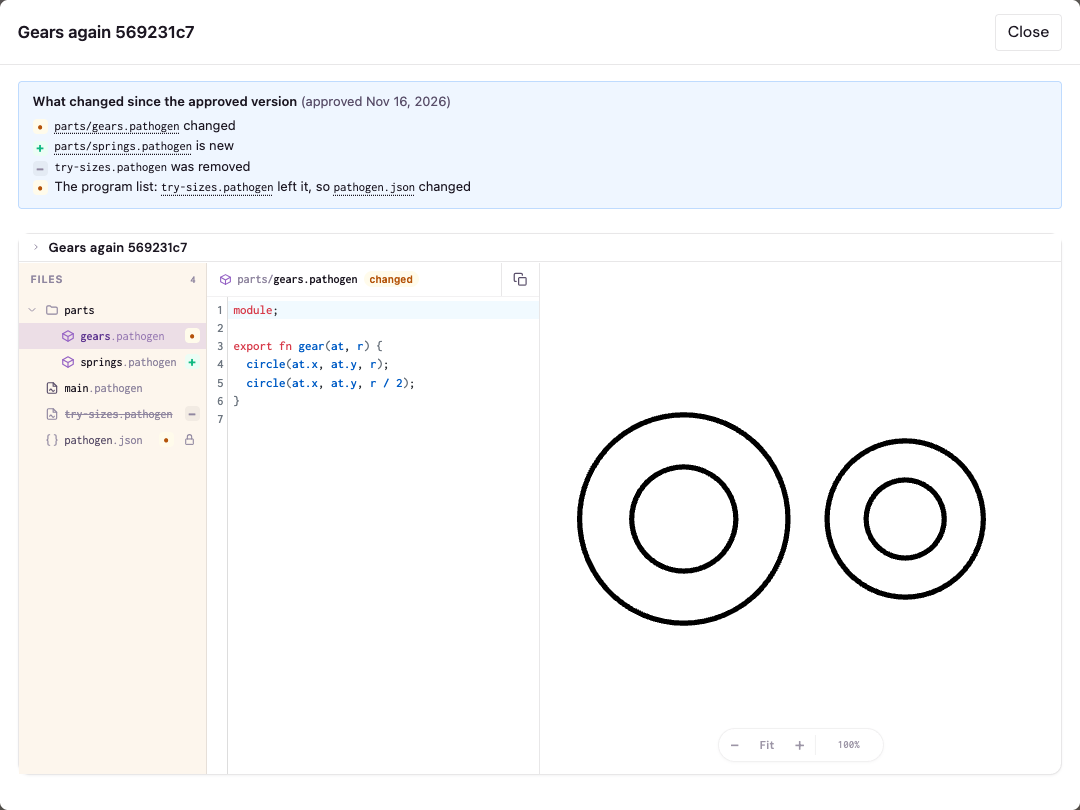 Gears again 569231c7
Close
What changed since the approved version (approved Nov 16, 2026)
parts/gears.pathogen changed
+ parts/springs.pathogen is new
− try-sizes.pathogen was removed
The program list: try-sizes.pathogen left it, so pathogen.json changed
Gears again 569231c7
FILES 4
parts
gears.pathogen
springs.pathogen +
main.pathogen
try-sizes.pathogen −
{} pathogen.json
parts/gears.pathogen changed
1 module;
2
3 export fn gear(at, r) {
4   circle(at.x, at.y, r);
5   circle(at.x, at.y, r / 2);
6 }
7
− Fit + 100%